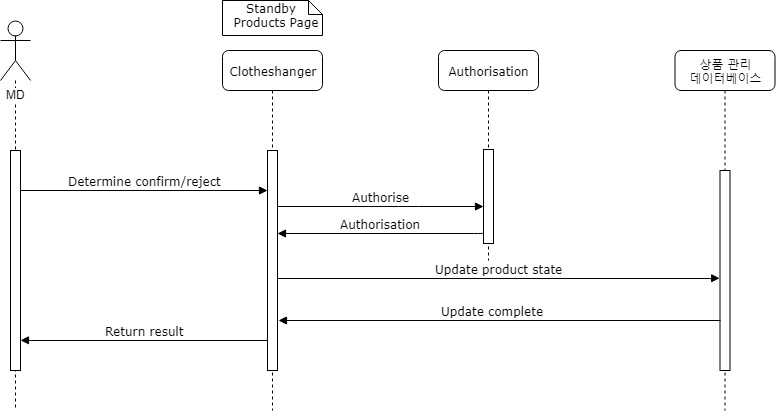 Standby
Products Page
MD
Clotheshanger
Authorisation
상품 관리
데이터베이스
Determine confirm/reject
Authorise
Authorisation
Update product state
Update complete
Return result